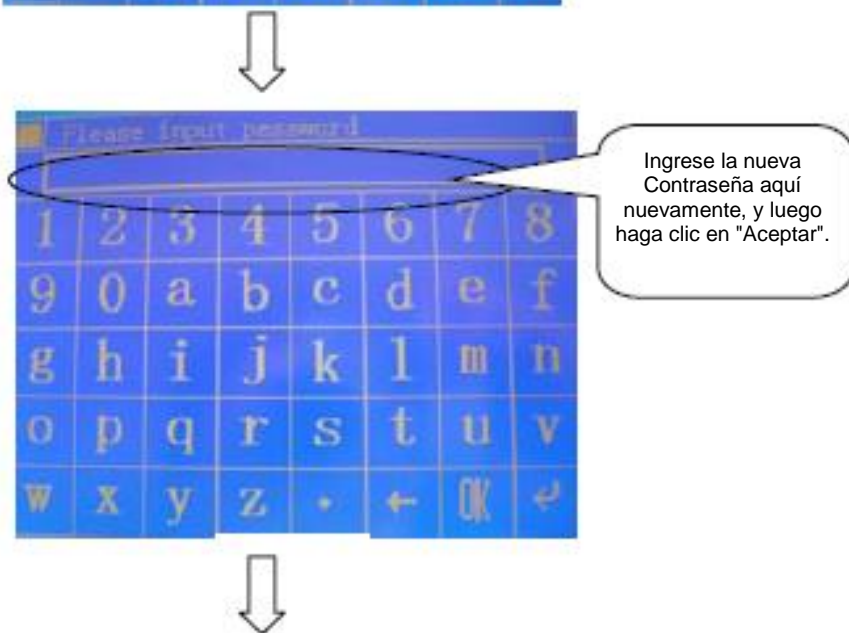 Please input password
1 2 3 4 5 6 7 8
9 0 a b c d e f
g h i j k l m n
o p q r s t u v
w x y z . ← OK ↵
Ingrese la nueva
Contraseña aquí
nuevamente, y luego
haga clic en "Aceptar".